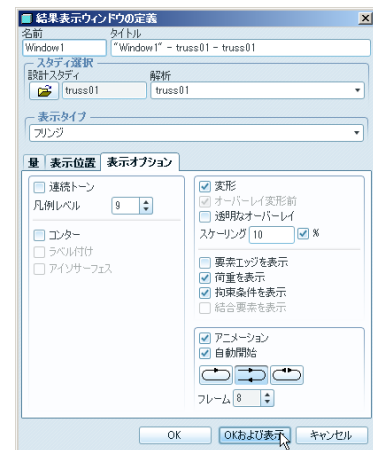 結果表示ウィンドウの定義
名前 タイトル
Window1 "Window1" - truss01 - truss01
スタディ選択
設計スタディ 解析
truss01 truss01
表示タイプ
フリンジ
量 表示位置 表示オプション
連続トーン
凡例レベル 9
コンター
ラベル付け
アイソサーフェス
変形
オーバーレイ変形前
透明なオーバーレイ
スケーリング 10 %
要素エッジを表示
荷重を表示
拘束条件を表示
結合要素を表示
アニメーション
自動開始
フレーム 8
OK OKおよび表示 キャンセル